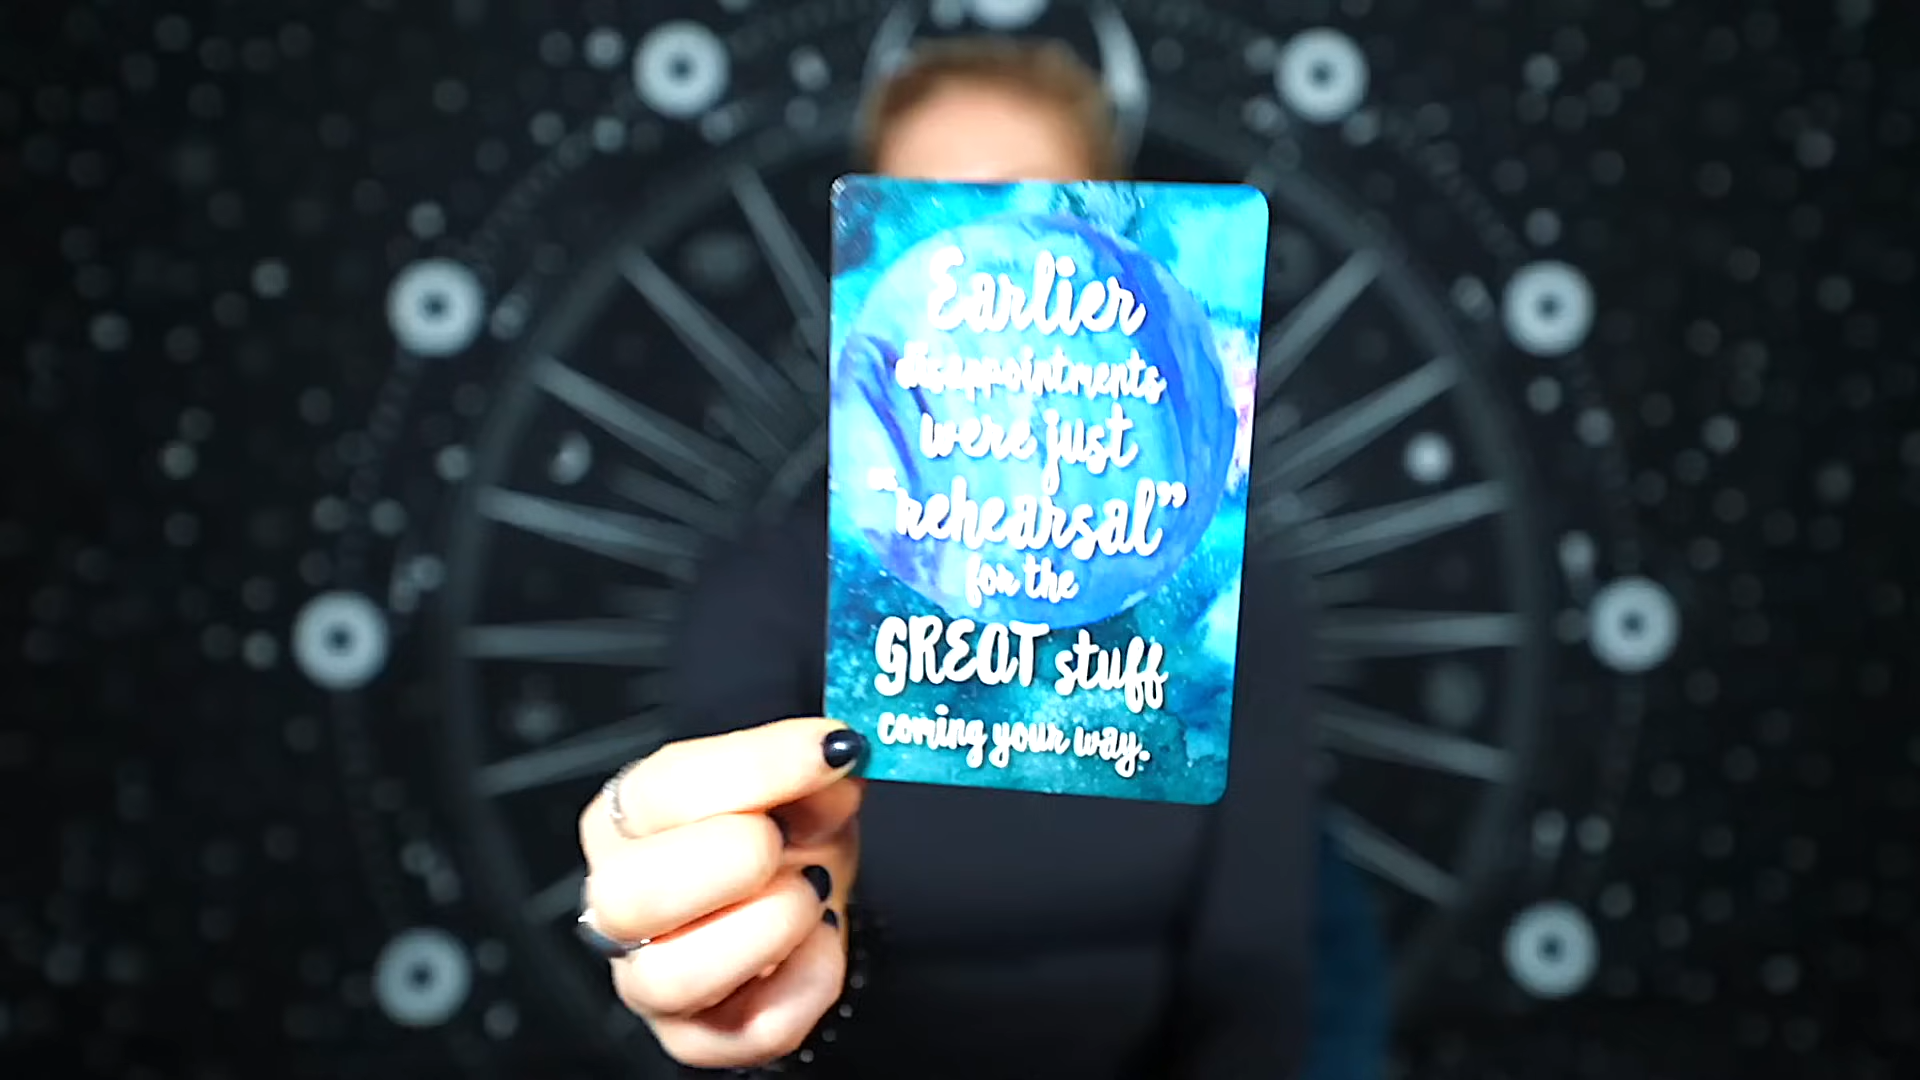 Earlier
disappointments
were just
"rehearsal"
for the
GREAT stuff
coming your way.